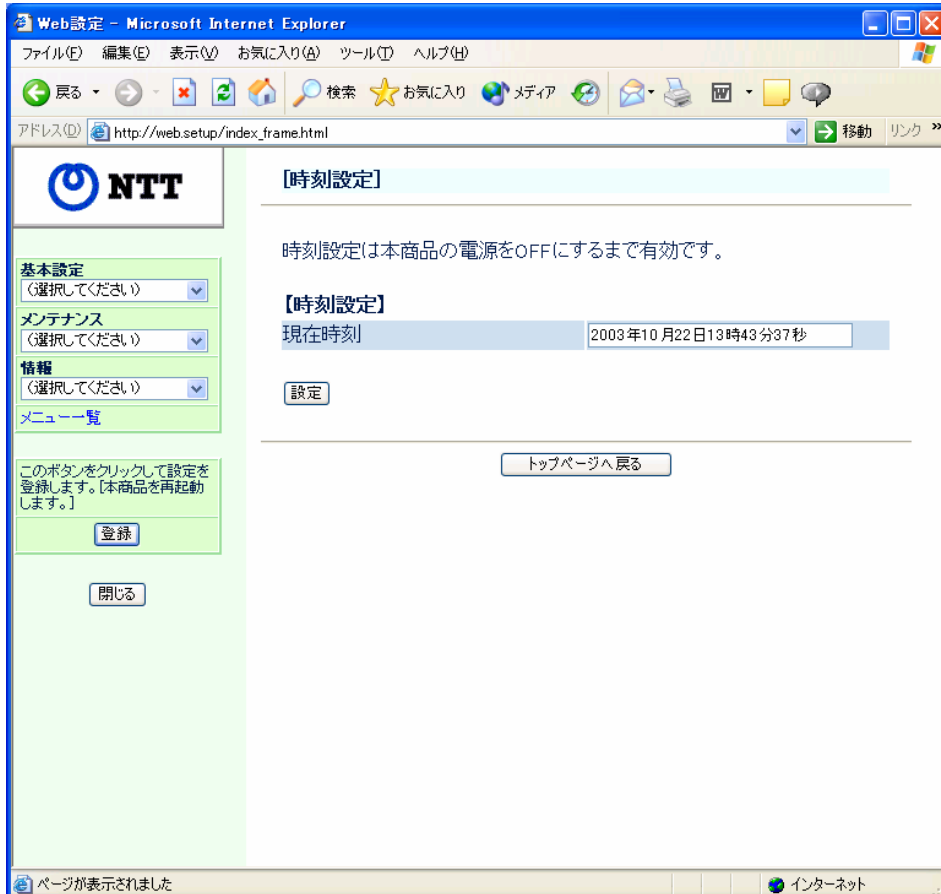 Web設定 - Microsoft Internet Explorer
ファイル(F) 編集(E) 表示(V) お気に入り(A) ツール(T) ヘルプ(H)
戻る 検索 お気に入り メディア
アドレス(D) http://web.setup/index_frame.html 移動 リンク »
NTT
基本設定
(選択してください)
メンテナンス
(選択してください)
情報
(選択してください)
メニュー一覧
このボタンをクリックして設定を
登録します。[本商品を再起動
します。]
登録
閉じる
[時刻設定]
時刻設定は本商品の電源をOFFにするまで有効です。
【時刻設定】
現在時刻 2003年10月22日13時43分37秒
設定
トップページへ戻る
ページが表示されました インターネット